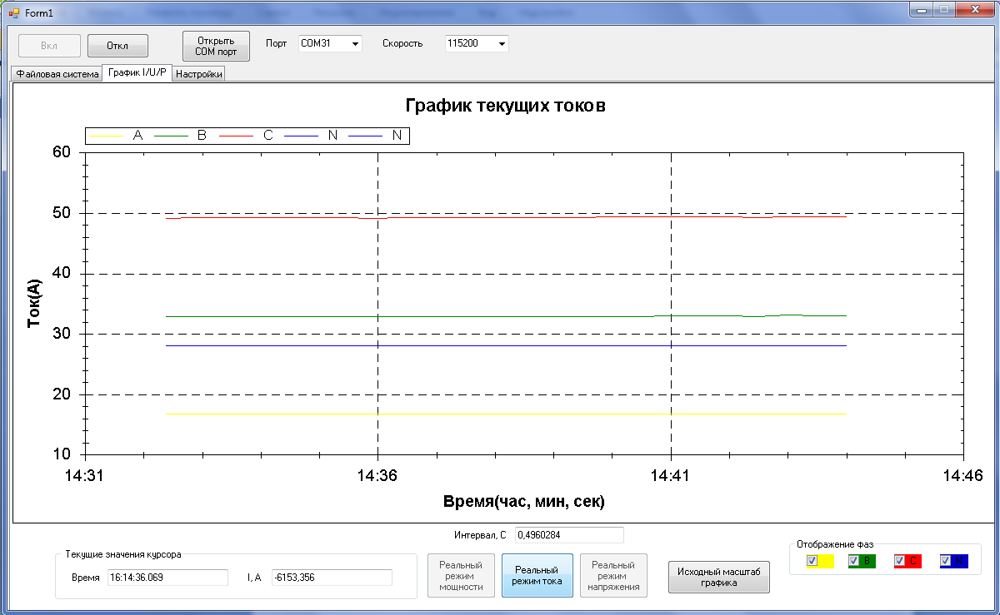 Form1
Вкл
Откл
Открыть
COM порт
Порт
COM31
Скорость
115200
Файловая система
График I/U/P
Настройки
График текущих токов
A B C N N
60
50
40
30
20
10
Ток(А)
14:31 14:36 14:41 14:46
Время(час, мин, сек)
Интервал, С 0,4960284
Текущие значения курсора
Время 16:14:36.069 I, A -6153,356
Реальный
режим
мощности
Реальный
режим тока
Реальный
режим
напряжения
Исходный масштаб
графика
Отображение фаз
B C N